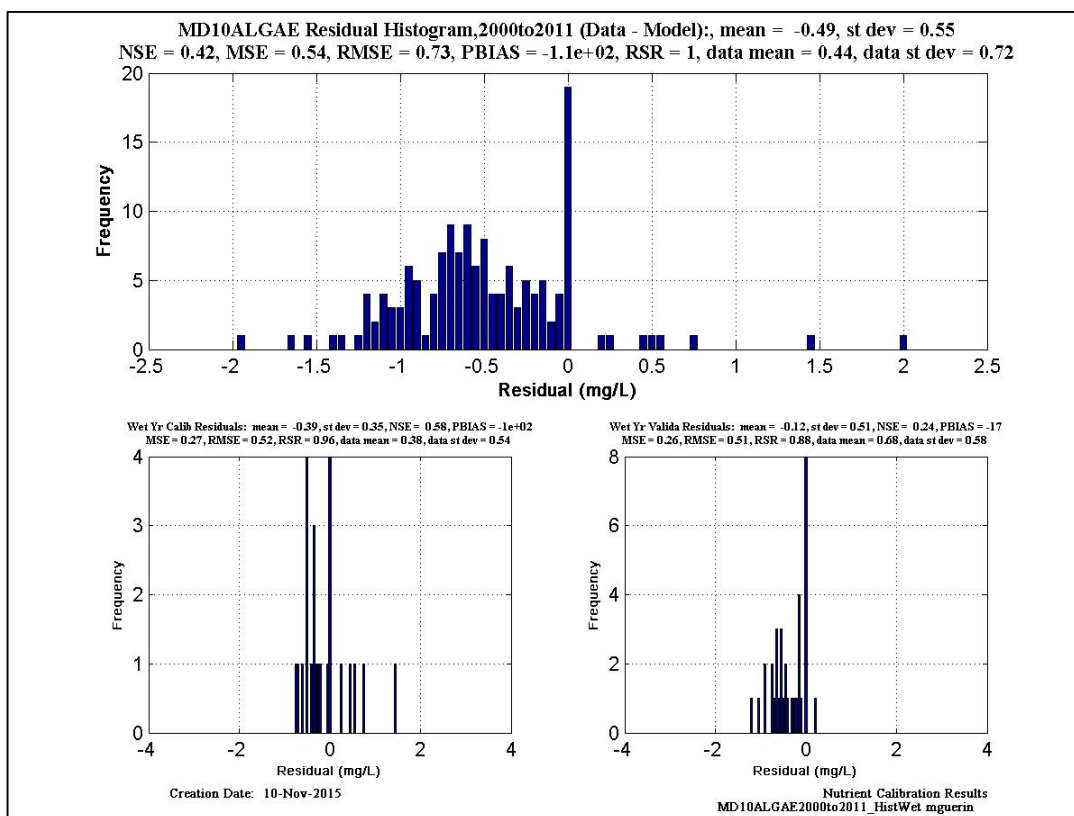 MD10ALGAE Residual Histogram,2000to2011 (Data - Model):, mean =  -0.49, st dev = 0.55
NSE = 0.42, MSE = 0.54, RMSE = 0.73, PBIAS = -1.1e+02, RSR = 1, data mean = 0.44, data st dev = 0.72
20
15
10
5
0
Frequency
-2.5 -2 -1.5 -1 -0.5 0 0.5 1 1.5 2 2.5
Residual (mg/L)
Wet Yr Calib Residuals:  mean =  -0.39, st dev = 0.35, NSE = 0.58, PBIAS = -1e+02
MSE = 0.27, RMSE = 0.52, RSR = 0.96, data mean = 0.38, data st dev = 0.54
4
3
2
1
0
Frequency
-4 -2 0 2 4
Residual (mg/L)
Wet Yr Valida Residuals:  mean =  -0.12, st dev = 0.51, NSE = 0.24, PBIAS = -17
MSE = 0.26, RMSE = 0.51, RSR = 0.88, data mean = 0.68, data st dev = 0.58
8
6
4
2
0
Frequency
-4 -2 0 2 4
Residual (mg/L)
Creation Date:  10-Nov-2015
Nutrient Calibration Results
MD10ALGAE2000to2011_HistWet mguerin